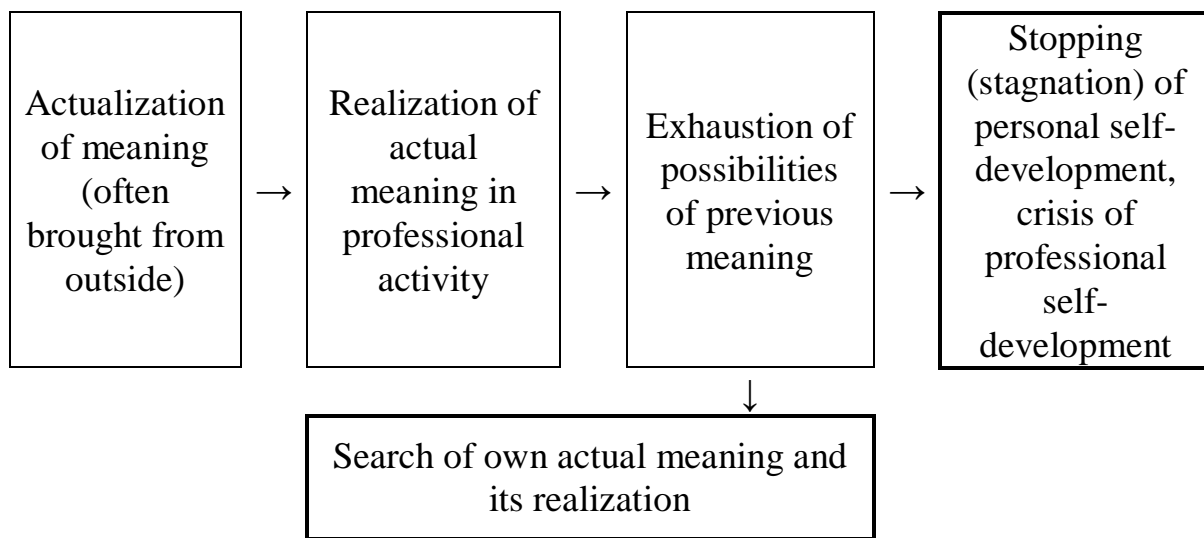 Actualization
of meaning
(often
brought from
outside)
→
Realization of
actual
meaning in
professional
activity
→
Exhaustion of
possibilities
of previous
meaning
→
Stopping
(stagnation) of
personal self-
development,
crisis of
professional
self-
development
↓
Search of own actual meaning and
its realization